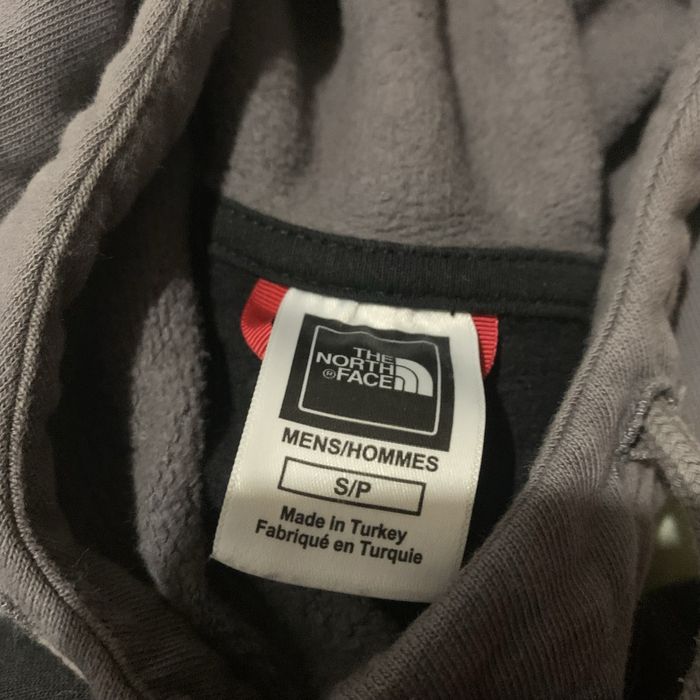 THE
NORTH
®FACE
MENS/HOMMES
S/P
Made in Turkey
Fabriqué en Turquie